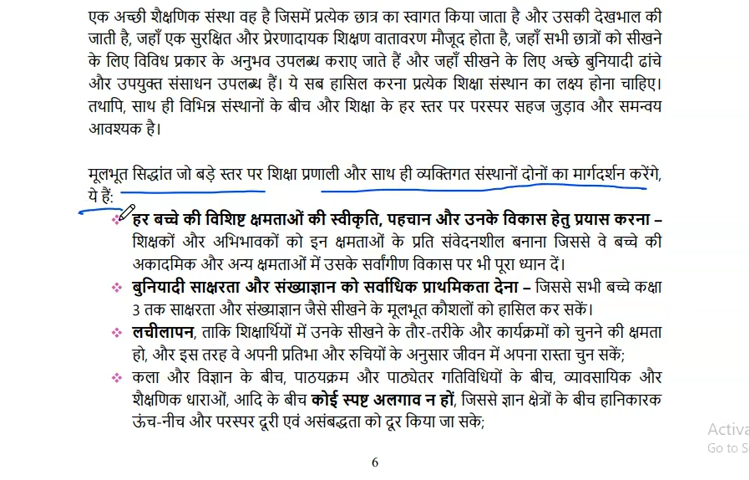 एक अच्छी शैक्षणिक संस्था वह है जिसमें प्रत्येक छात्र का स्वागत किया जाता है और उसकी देखभाल की
जाती है, जहाँ एक सुरक्षित और प्रेरणादायक शिक्षण वातावरण मौजूद होता है, जहाँ सभी छात्रों को सीखने
के लिए विविध प्रकार के अनुभव उपलब्ध कराए जाते हैं और जहाँ सीखने के लिए अच्छे बुनियादी ढांचे
और उपयुक्त संसाधन उपलब्ध हैं। ये सब हासिल करना प्रत्येक शिक्षा संस्थान का लक्ष्य होना चाहिए।
तथापि, साथ ही विभिन्न संस्थानों के बीच और शिक्षा के हर स्तर पर परस्पर सहज जुड़ाव और समन्वय
आवश्यक है।
मूलभूत सिद्धांत जो बड़े स्तर पर शिक्षा प्रणाली और साथ ही व्यक्तिगत संस्थानों दोनों का मार्गदर्शन करेंगे,
ये हैं:
❖ हर बच्चे की विशिष्ट क्षमताओं की स्वीकृति, पहचान और उनके विकास हेतु प्रयास करना –
शिक्षकों और अभिभावकों को इन क्षमताओं के प्रति संवेदनशील बनाना जिससे वे बच्चे की
अकादमिक और अन्य क्षमताओं में उसके सर्वांगीण विकास पर भी पूरा ध्यान दें।
❖ बुनियादी साक्षरता और संख्याज्ञान को सर्वाधिक प्राथमिकता देना – जिससे सभी बच्चे कक्षा
3 तक साक्षरता और संख्याज्ञान जैसे सीखने के मूलभूत कौशलों को हासिल कर सकें।
❖ लचीलापन, ताकि शिक्षार्थियों में उनके सीखने के तौर-तरीके और कार्यक्रमों को चुनने की क्षमता
हो, और इस तरह वे अपनी प्रतिभा और रुचियों के अनुसार जीवन में अपना रास्ता चुन सकें;
❖ कला और विज्ञान के बीच, पाठयक्रम और पाठ्येतर गतिविधियों के बीच, व्यावसायिक और
शैक्षणिक धाराओं, आदि के बीच कोई स्पष्ट अलगाव न हों, जिससे ज्ञान क्षेत्रों के बीच हानिकारक
ऊंच-नीच और परस्पर दूरी एवं असंबद्धता को दूर किया जा सके;
6
Activa
Go to S